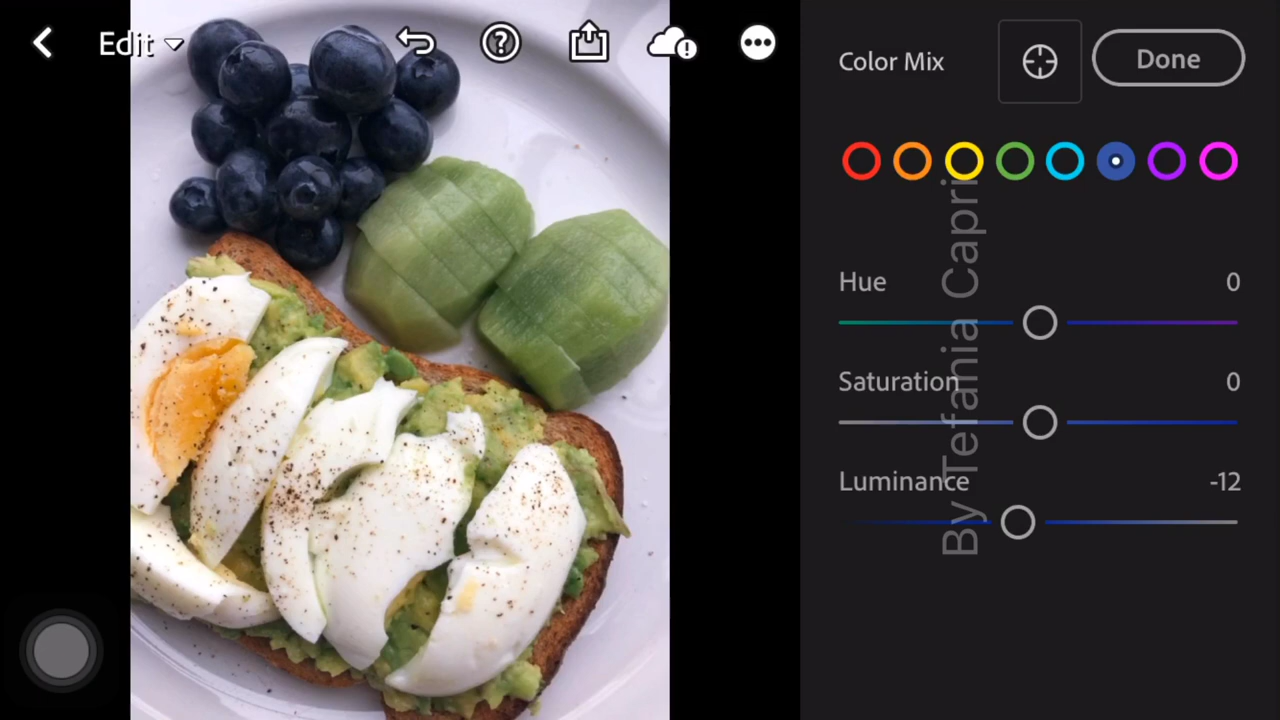 Edit
Color Mix
Done
Hue 0
Saturation 0
Luminance -12
By Tefania Capri